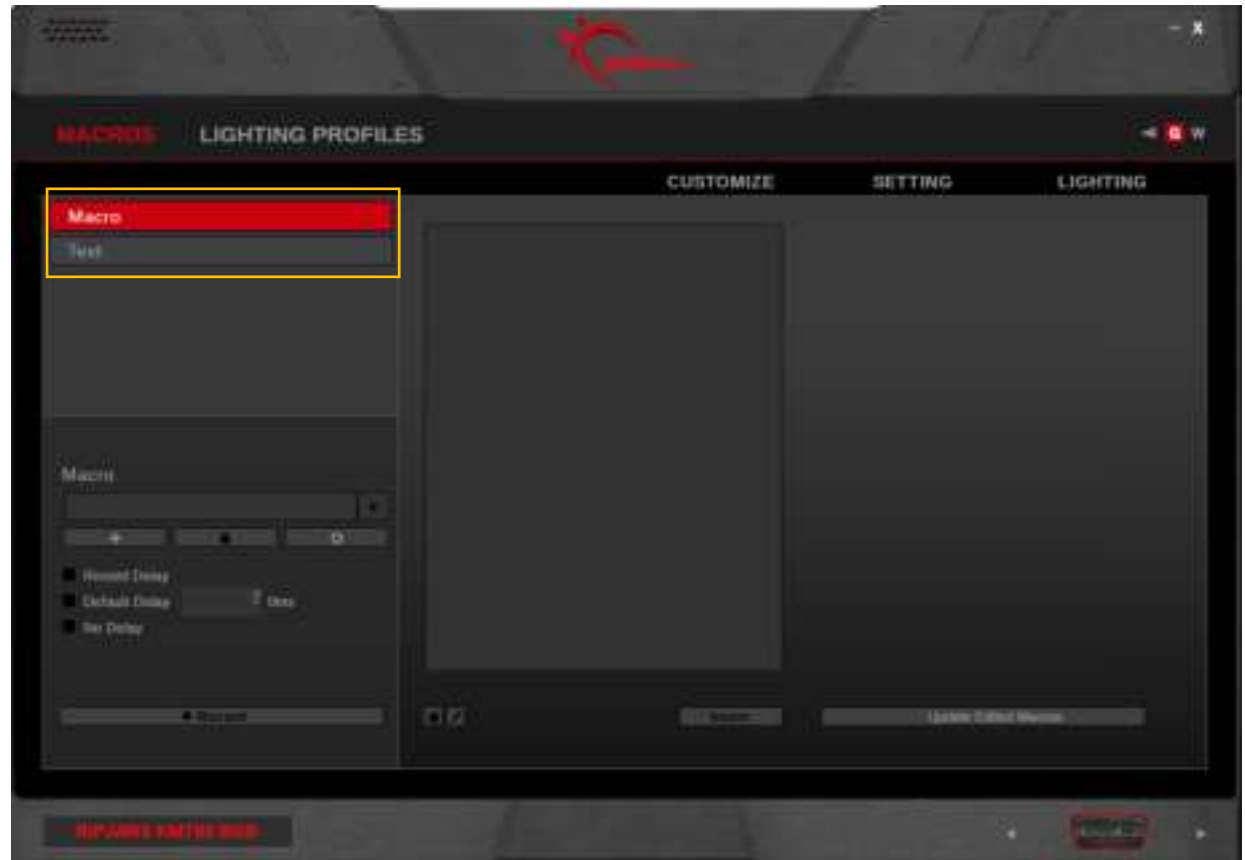 - X
MACROS LIGHTING PROFILES
G W
CUSTOMIZE SETTING LIGHTING
Macro
Text
Macro
Record Delay
Default Delay
No Delay
Record
Insert
Update Edited Macros